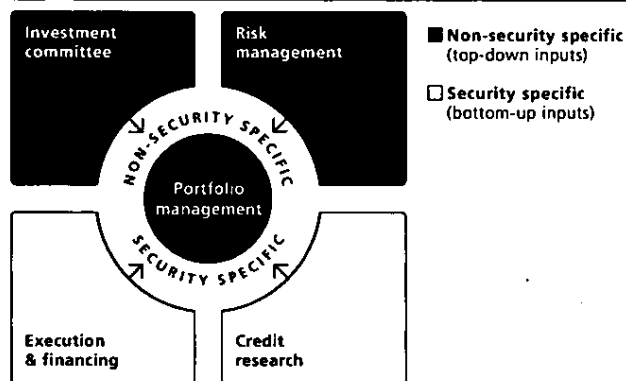 Investment
committee
Risk
management
Non-security specific
(top-down inputs)
Security specific
(bottom-up inputs)
NON-SECURITY SPECIFIC
Portfolio
management
SECURITY SPECIFIC
Execution
& financing
Credit
research